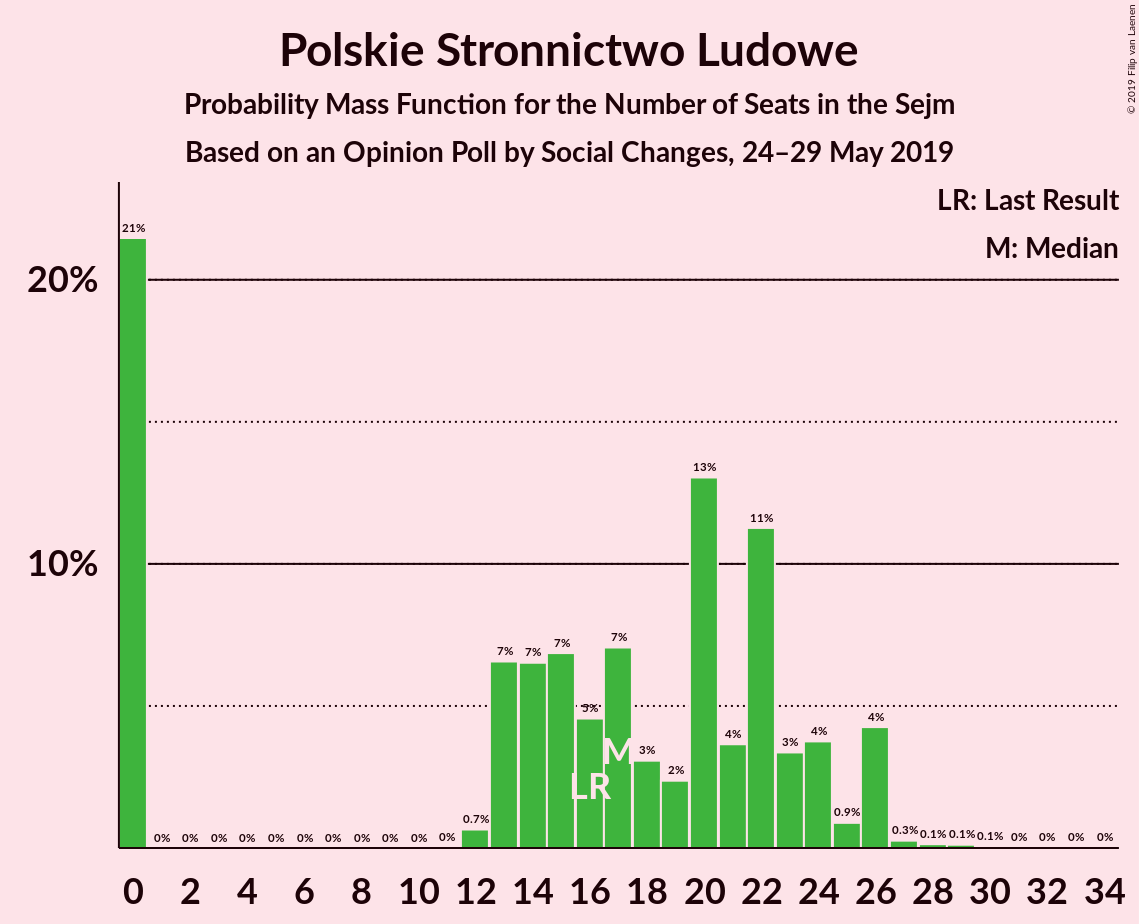 Polskie Stronnictwo Ludowe
Probability Mass Function for the Number of Seats in the Sejm
Based on an Opinion Poll by Social Changes, 24–29 May 2019
© 2019 Filip van Laenen
LR: Last Result
M: Median
20%
10%
21% 0% 0% 0% 0% 0% 0% 0% 0% 0% 0% 0% 0.7% 7% 7% 7% 5% 7% 3% 2% 13% 4% 11% 3% 4% 0.9% 4% 0.3% 0.1% 0.1% 0.1% 0% 0% 0% 0%
M
LR
0 2 4 6 8 10 12 14 16 18 20 22 24 26 28 30 32 34